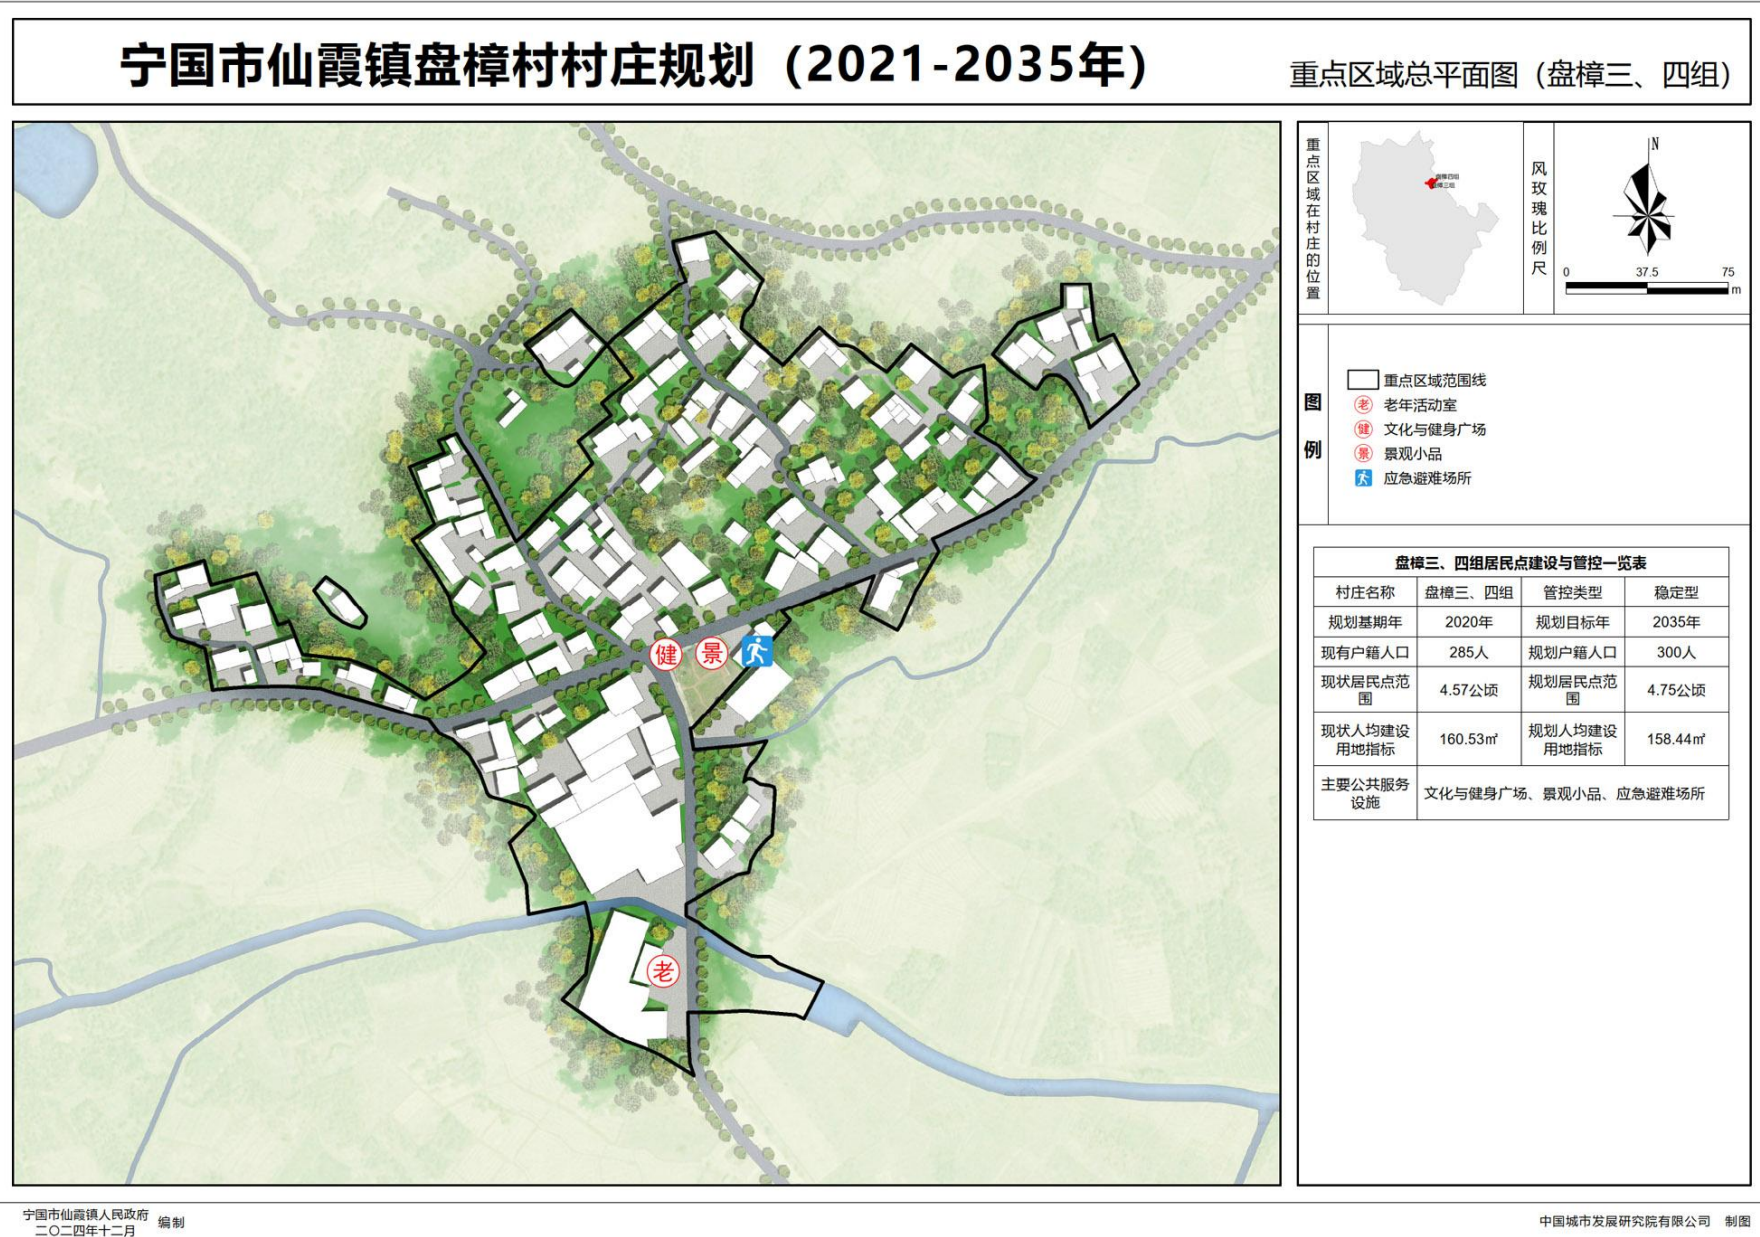 宁国市仙霞镇盘樟村村庄规划（2021-2035年）
重点区域总平面图（盘樟三、四组）
重点区域在村庄的位置
盘樟四组
盘樟三组
风玫瑰比例尺
N
0 37.5 75
m
图例
重点区域范围线
老 老年活动室
健 文化与健身广场
景 景观小品
应急避难场所
健 景
老
盘樟三、四组居民点建设与管控一览表
村庄名称 盘樟三、四组 管控类型 稳定型
规划基期年 2020年 规划目标年 2035年
现有户籍人口 285人 规划户籍人口 300人
现状居民点范围 4.57公顷 规划居民点范围 4.75公顷
现状人均建设用地指标 160.53㎡ 规划人均建设用地指标 158.44㎡
主要公共服务设施 文化与健身广场、景观小品、应急避难场所
宁国市仙霞镇人民政府 编制
二〇二四年十二月
中国城市发展研究院有限公司 制图